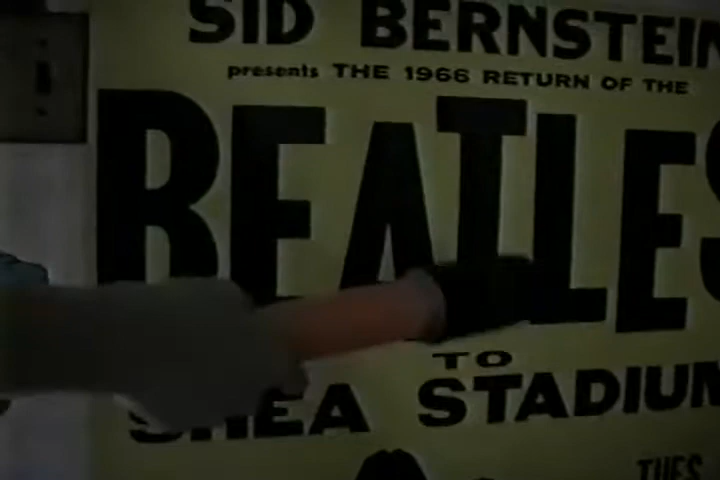 SID BERNSTEIN
presents THE 1966 RETURN OF THE
BEATLES
TO
SHEA STADIUM
TUES